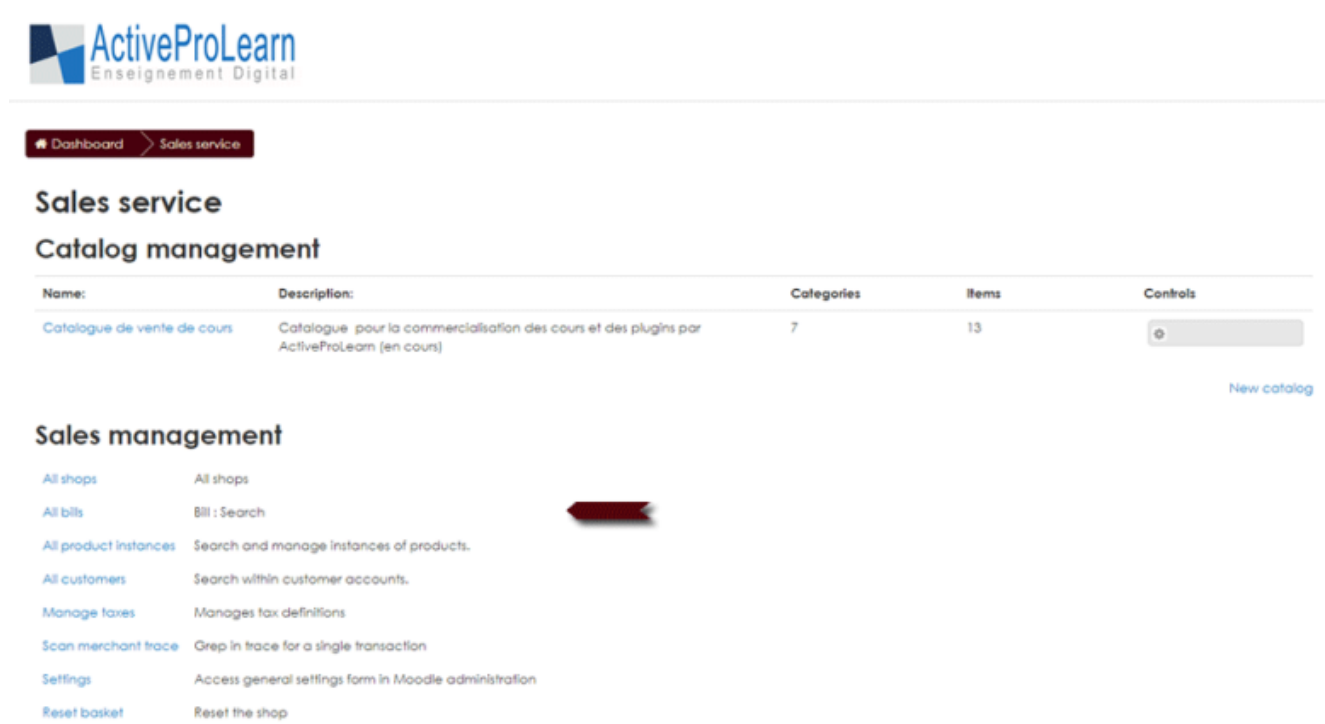 ActiveProLearn
Enseignement Digital
Dashboard Sales service
Sales service
Catalog management
Name: Description: Categories Items Controls
Catalogue de vente de cours Catalogue pour la commercialisation des cours et des plugins par 7 13
ActiveProLearn (en cours)
New catalog
Sales management
All shops All shops
All bills Bill : Search
All product instances Search and manage instances of products.
All customers Search within customer accounts.
Manage taxes Manages tax definitions
Scan merchant trace Grep in trace for a single transaction
Settings Access general settings form in Moodle administration
Reset basket Reset the shop